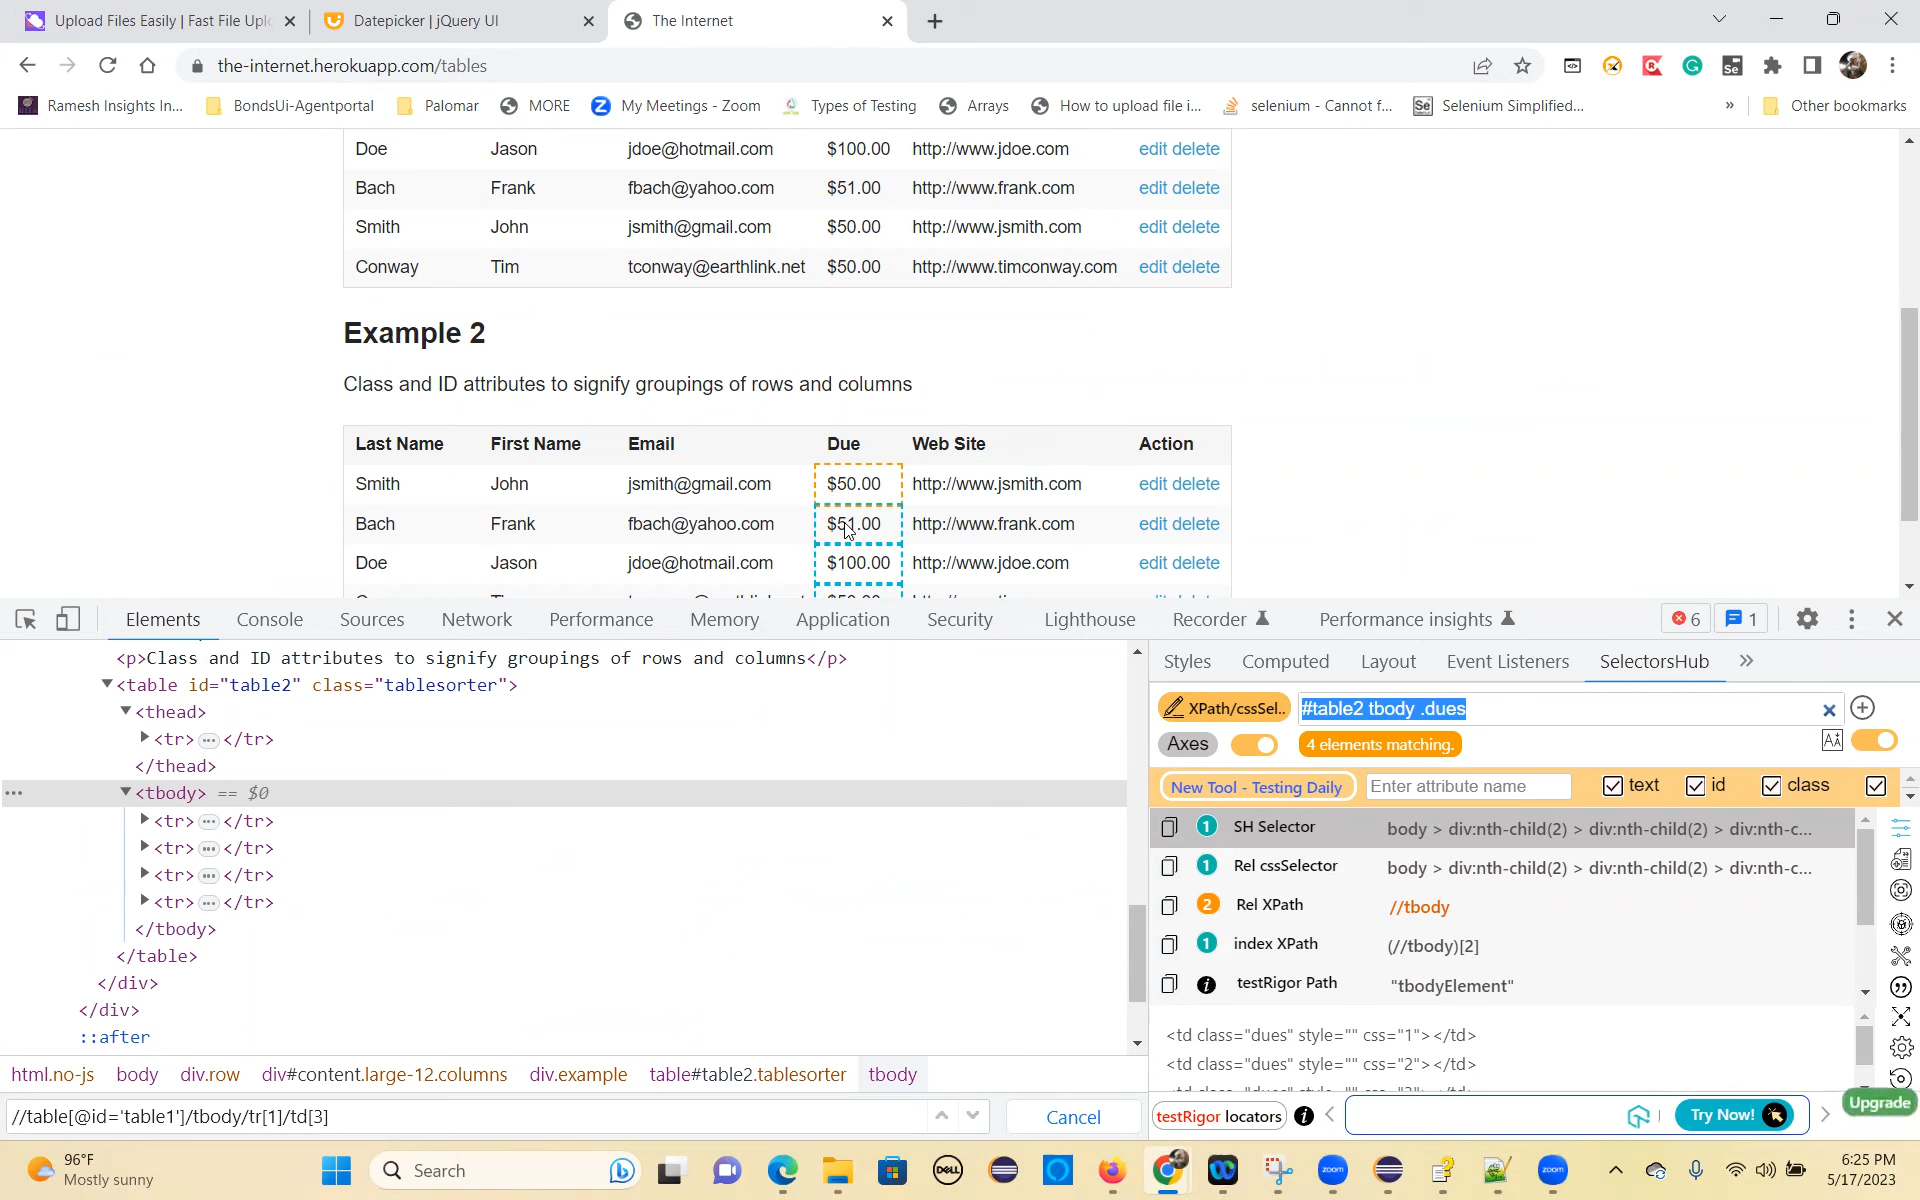 Upload Files Easily | Fast File Uplo
Datepicker | jQuery UI
The Internet
the-internet.herokuapp.com/tables
Ramesh Insights In...
BondsUi-Agentportal
Palomar
MORE
My Meetings - Zoom
Types of Testing
Arrays
How to upload file i...
selenium - Cannot f...
Selenium Simplified...
»
Other bookmarks
Doe Jason jdoe@hotmail.com $100.00 http://www.jdoe.com edit delete
Bach Frank fbach@yahoo.com $51.00 http://www.frank.com edit delete
Smith John jsmith@gmail.com $50.00 http://www.jsmith.com edit delete
Conway Tim tconway@earthlink.net $50.00 http://www.timconway.com edit delete
Example 2
Class and ID attributes to signify groupings of rows and columns
Last Name First Name Email Due Web Site Action
Smith John jsmith@gmail.com $50.00 http://www.jsmith.com edit delete
Bach Frank fbach@yahoo.com $51.00 http://www.frank.com edit delete
Doe Jason jdoe@hotmail.com $100.00 http://www.jdoe.com edit delete
Elements Console Sources Network Performance Memory Application Security Lighthouse Recorder Performance insights 6 1
<p>Class and ID attributes to signify groupings of rows and columns</p>
<table id="table2" class="tablesorter">
<thead>
<tr> … </tr>
</thead>
<tbody> == $0
<tr> … </tr>
<tr> … </tr>
<tr> … </tr>
<tr> … </tr>
</tbody>
</table>
</div>
</div>
::after
html.no-js body div.row div#content.large-12.columns div.example table#table2.tablesorter tbody
//table[@id='table1']/tbody/tr[1]/td[3]
Cancel
Styles Computed Layout Event Listeners SelectorsHub »
XPath/cssSel.. #table2 tbody .dues
Axes 4 elements matching.
New Tool - Testing Daily Enter attribute name text id class
1 SH Selector body > div:nth-child(2) > div:nth-child(2) > div:nth-c...
1 Rel cssSelector body > div:nth-child(2) > div:nth-child(2) > div:nth-c...
2 Rel XPath //tbody
1 index XPath (//tbody)[2]
testRigor Path "tbodyElement"
<td class="dues" style="" css="1"></td>
<td class="dues" style="" css="2"></td>
testRigor locators
Try Now!
Upgrade
96°F
Mostly sunny
Search
DELL
zoom
zoom
6:25 PM
5/17/2023